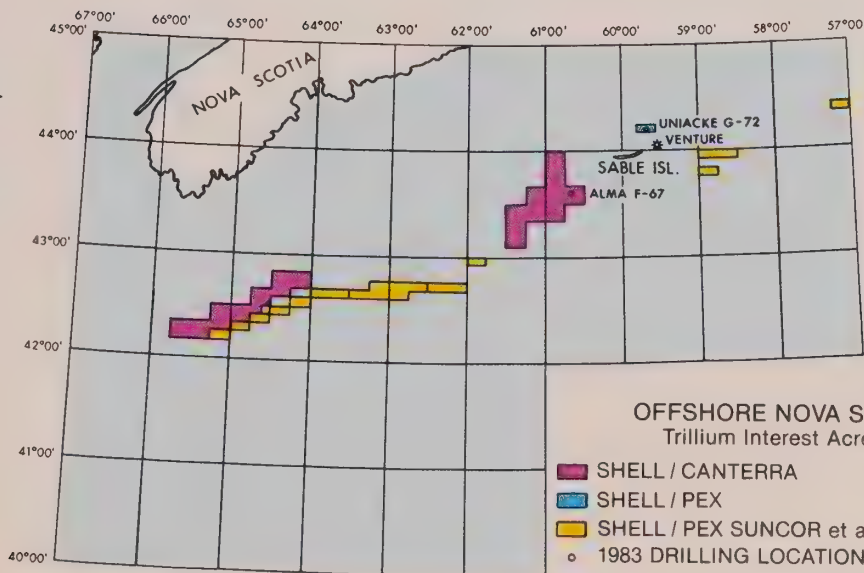 67°00' 66°00' 65°00' 64°00' 63°00' 62°00' 61°00' 60°00' 59°00' 58°00' 57°00'
45°00'
NOVA SCOTIA
UNIACKE G-72
44°00'
VENTURE
SABLE ISL.
ALMA F-67
43°00'
42°00'
OFFSHORE NOVA S
Trillium Interest Acre
41°00'
SHELL / CANTERRA
SHELL / PEX
SHELL / PEX SUNCOR et a
40°00'
1983 DRILLING LOCATION